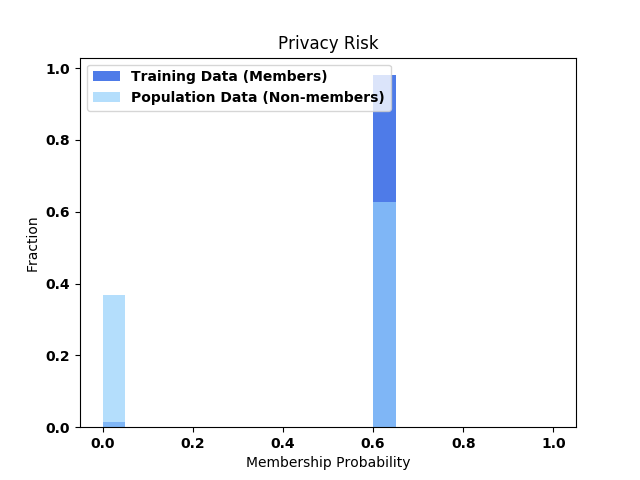 Privacy Risk
Training Data (Members)
Population Data (Non-members)
1.0
0.8
0.6
0.4
0.2
0.0
Fraction
0.0 0.2 0.4 0.6 0.8 1.0
Membership Probability